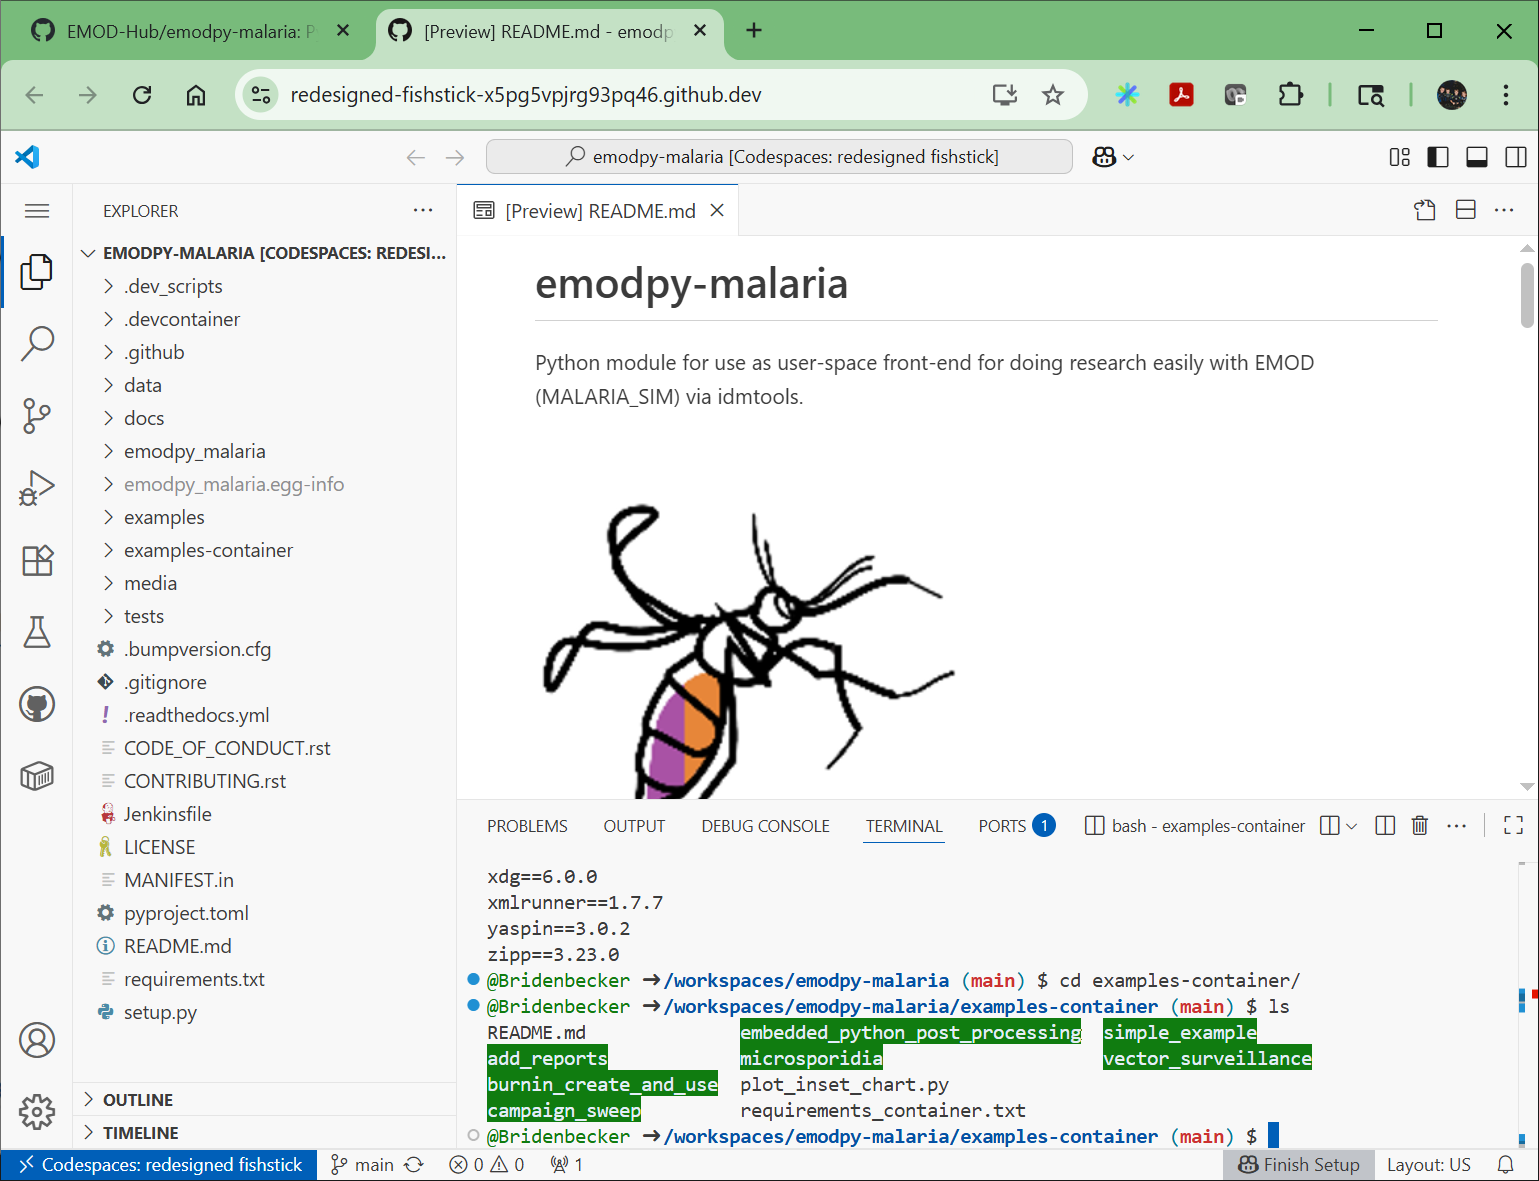 EMOD-Hub/emodpy-malaria: P
[Preview] README.md - emodp
redesigned-fishstick-x5pg5vpjrg93pq46.github.dev
emodpy-malaria [Codespaces: redesigned fishstick]
EXPLORER
[Preview] README.md
EMODPY-MALARIA [CODESPACES: REDESI...
.dev_scripts
.devcontainer
.github
data
docs
emodpy_malaria
emodpy_malaria.egg-info
examples
examples-container
media
tests
.bumpversion.cfg
.gitignore
.readthedocs.yml
CODE_OF_CONDUCT.rst
CONTRIBUTING.rst
Jenkinsfile
LICENSE
MANIFEST.in
pyproject.toml
README.md
requirements.txt
setup.py
OUTLINE
TIMELINE
emodpy-malaria
Python module for use as user-space front-end for doing research easily with EMOD
(MALARIA_SIM) via idmtools.
PROBLEMS OUTPUT DEBUG CONSOLE TERMINAL PORTS 1 bash - examples-container
xdg==6.0.0
xmlrunner==1.7.7
yaspin==3.0.2
zipp==3.23.0
@Bridenbecker ➜/workspaces/emodpy-malaria (main) $ cd examples-container/
@Bridenbecker ➜/workspaces/emodpy-malaria/examples-container (main) $ ls
README.md embedded_python_post_processing simple_example
add_reports microsporidia vector_surveillance
burnin_create_and_use plot_inset_chart.py
campaign_sweep requirements_container.txt
@Bridenbecker ➜/workspaces/emodpy-malaria/examples-container (main) $
Codespaces: redesigned fishstick main 0 0 1 Finish Setup Layout: US